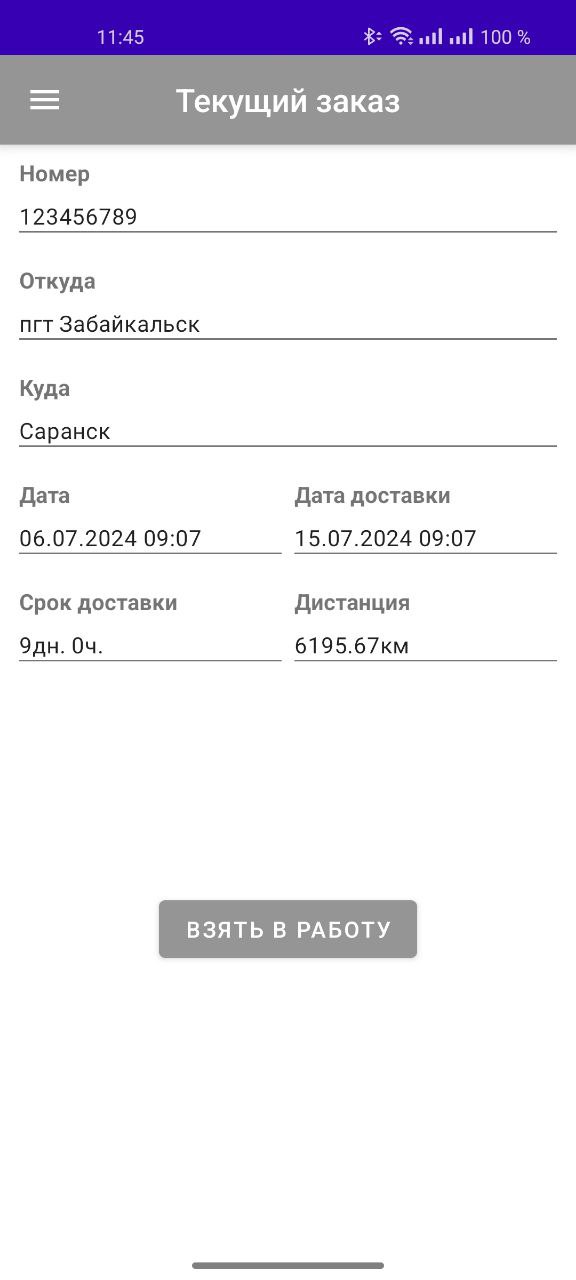 11:45 100 %
Текущий заказ
Номер
123456789
Откуда
пгт Забайкальск
Куда
Саранск
Дата Дата доставки
06.07.2024 09:07 15.07.2024 09:07
Срок доставки Дистанция
9дн. 0ч. 6195.67км
ВЗЯТЬ В РАБОТУ